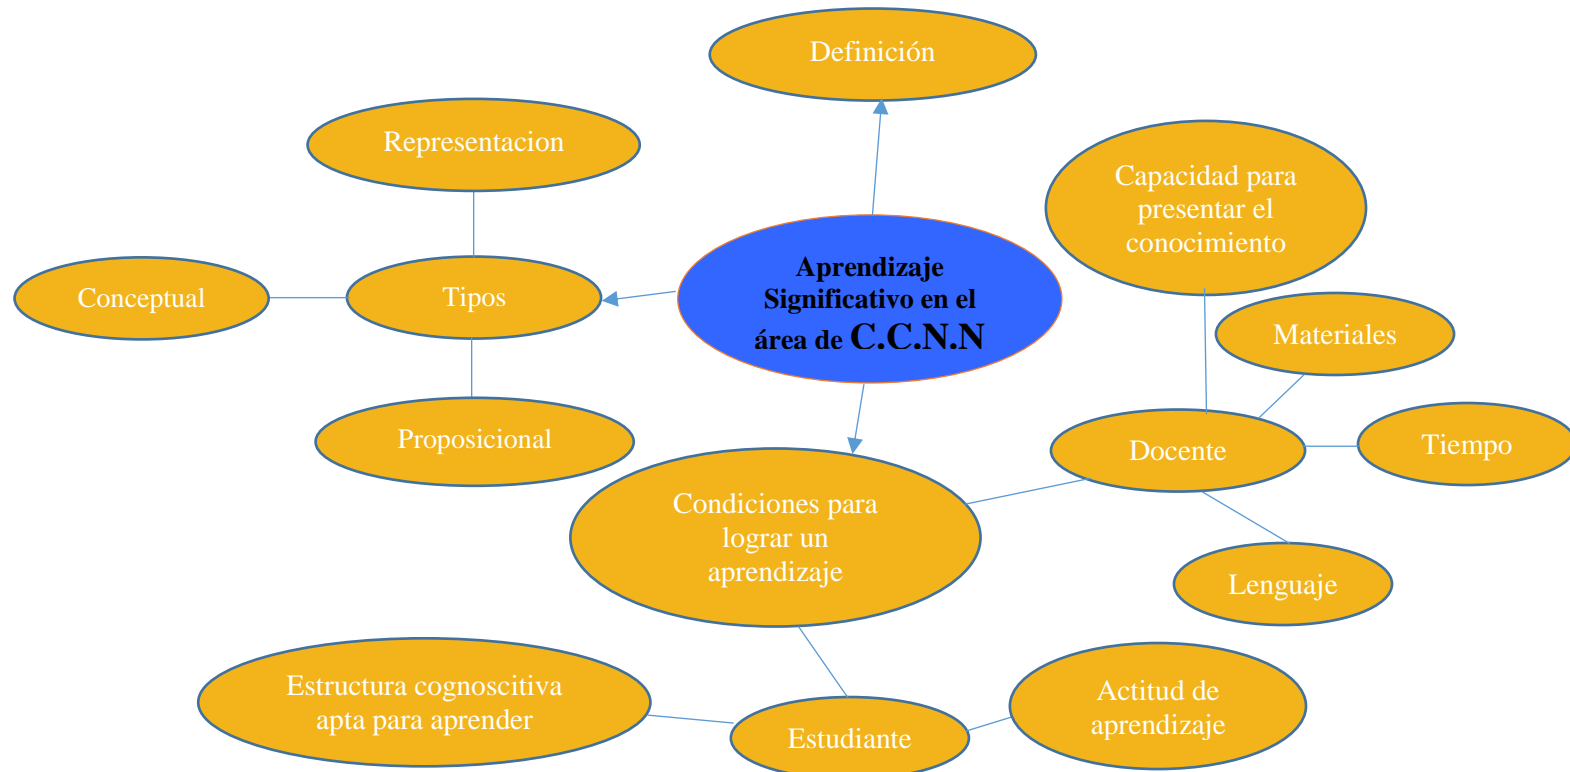 Definición
Representacion
Capacidad para
presentar el
conocimiento
Aprendizaje
Significativo en el
área de C.C.N.N
Conceptual
Tipos
Materiales
Proposicional
Docente
Tiempo
Condiciones para
lograr un
aprendizaje
Lenguaje
Estructura cognoscitiva
apta para aprender
Actitud de
aprendizaje
Estudiante